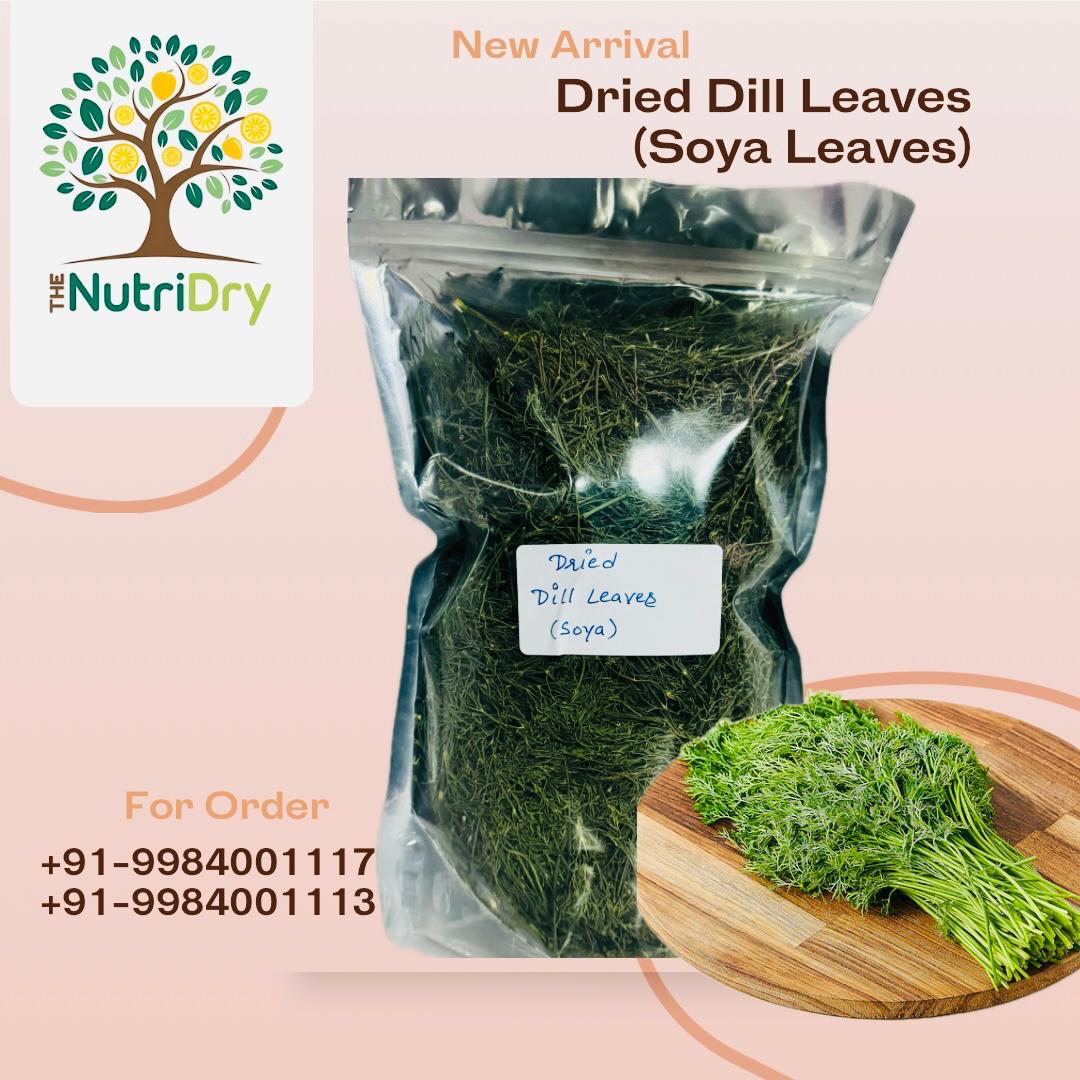 New Arrival
Dried Dill Leaves
(Soya Leaves)
THE NutriDry
Dried
Dill Leaves
(Soya)
For Order
+91-9984001117
+91-9984001113